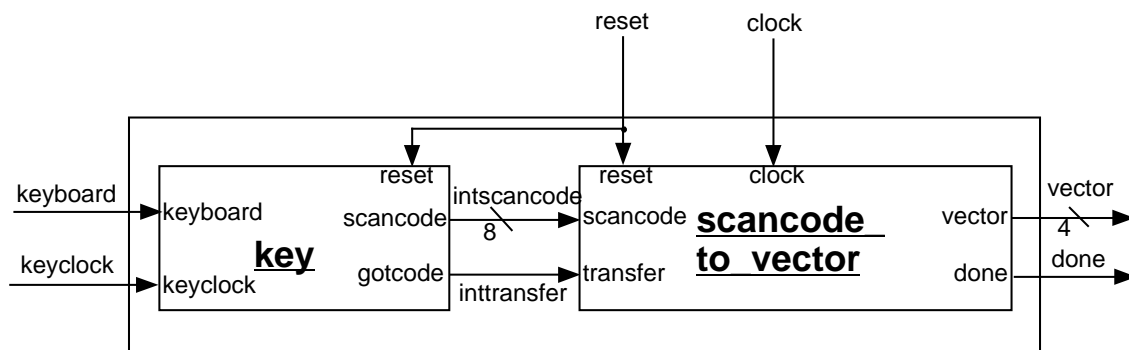 reset
clock
keyboard
keyclock
reset
keyboard
scancode
key
gotcode
keyclock
intscancode
8
inttransfer
reset
clock
scancode
scancode_
to_vector
transfer
vector
done
vector
4
done